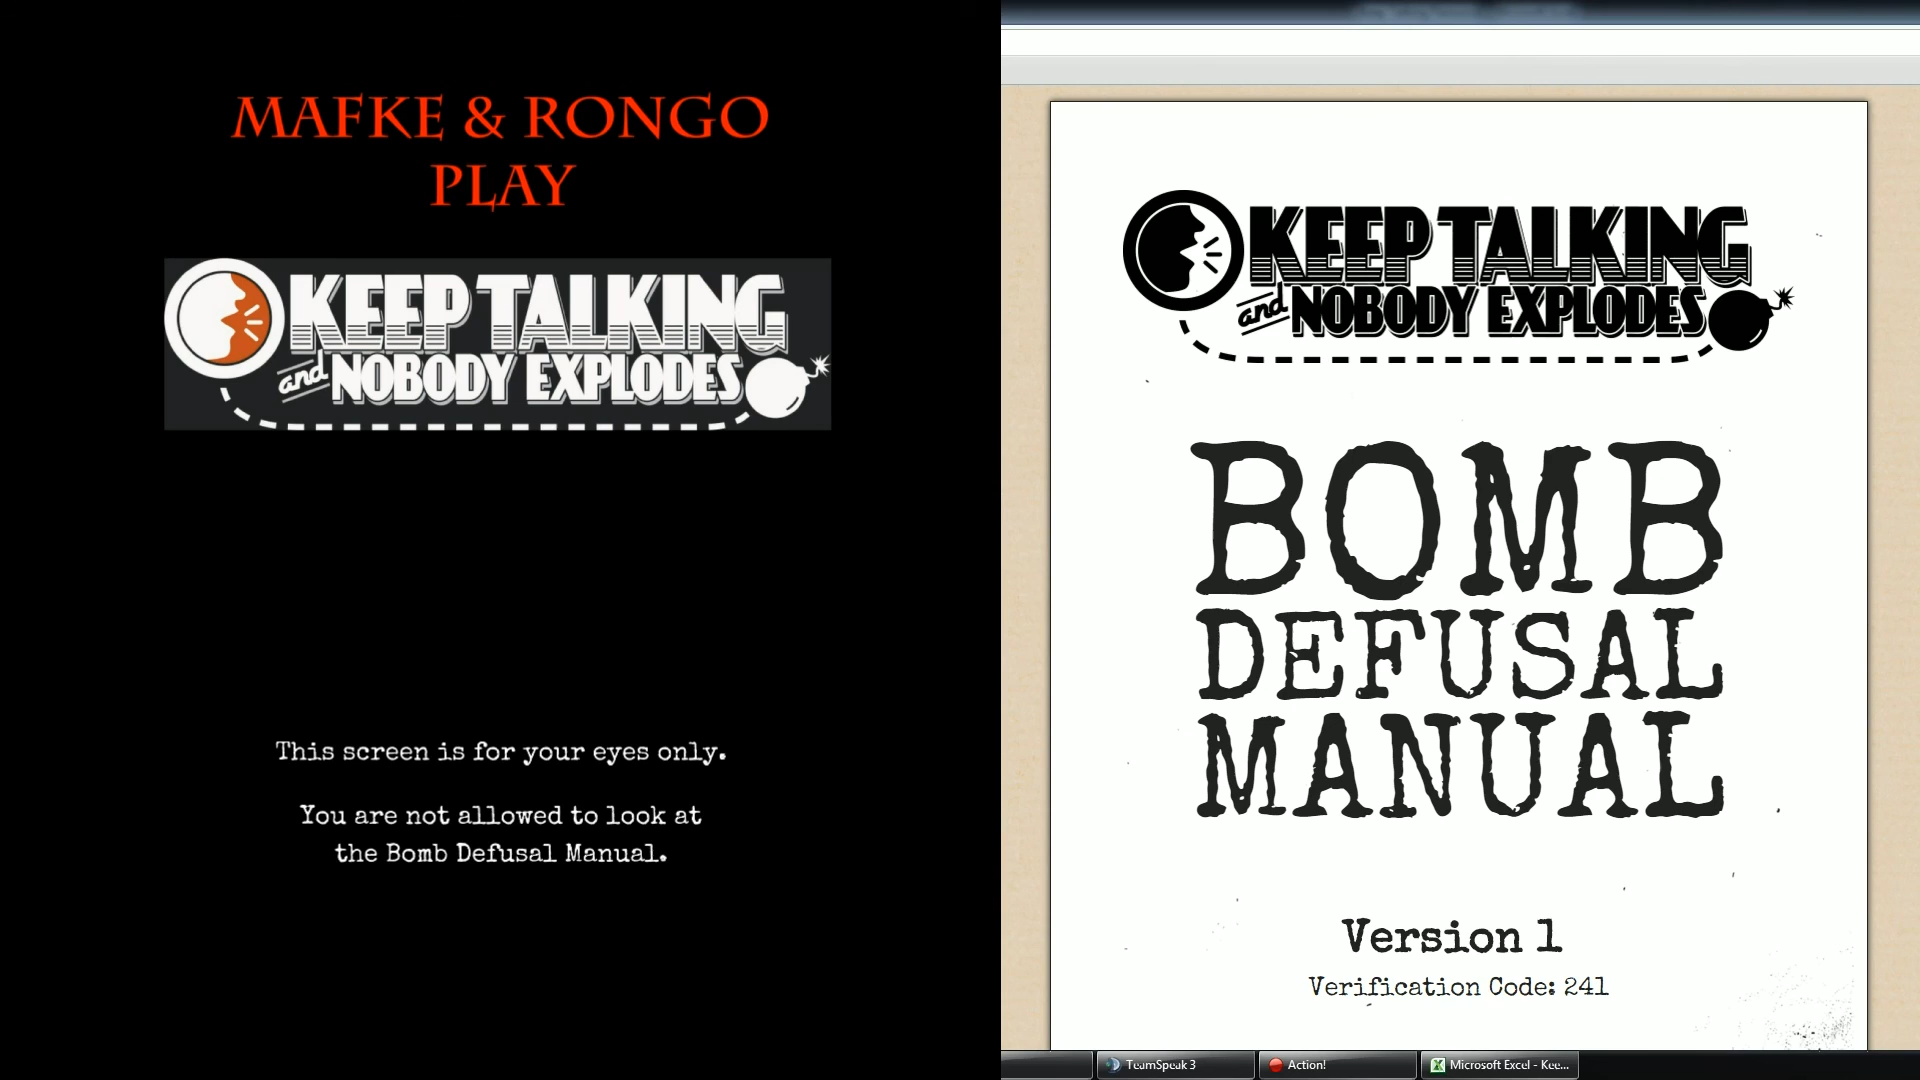 MAFKE & RONGO
PLAY
KEEP TALKING
and NOBODY EXPLODES
This screen is for your eyes only.
You are not allowed to look at
the Bomb Defusal Manual.
KEEP TALKING
and NOBODY EXPLODES
BOMB
DEFUSAL
MANUAL
Version 1
Verification Code: 241
TeamSpeak 3
Action!
Microsoft Excel - Kee...